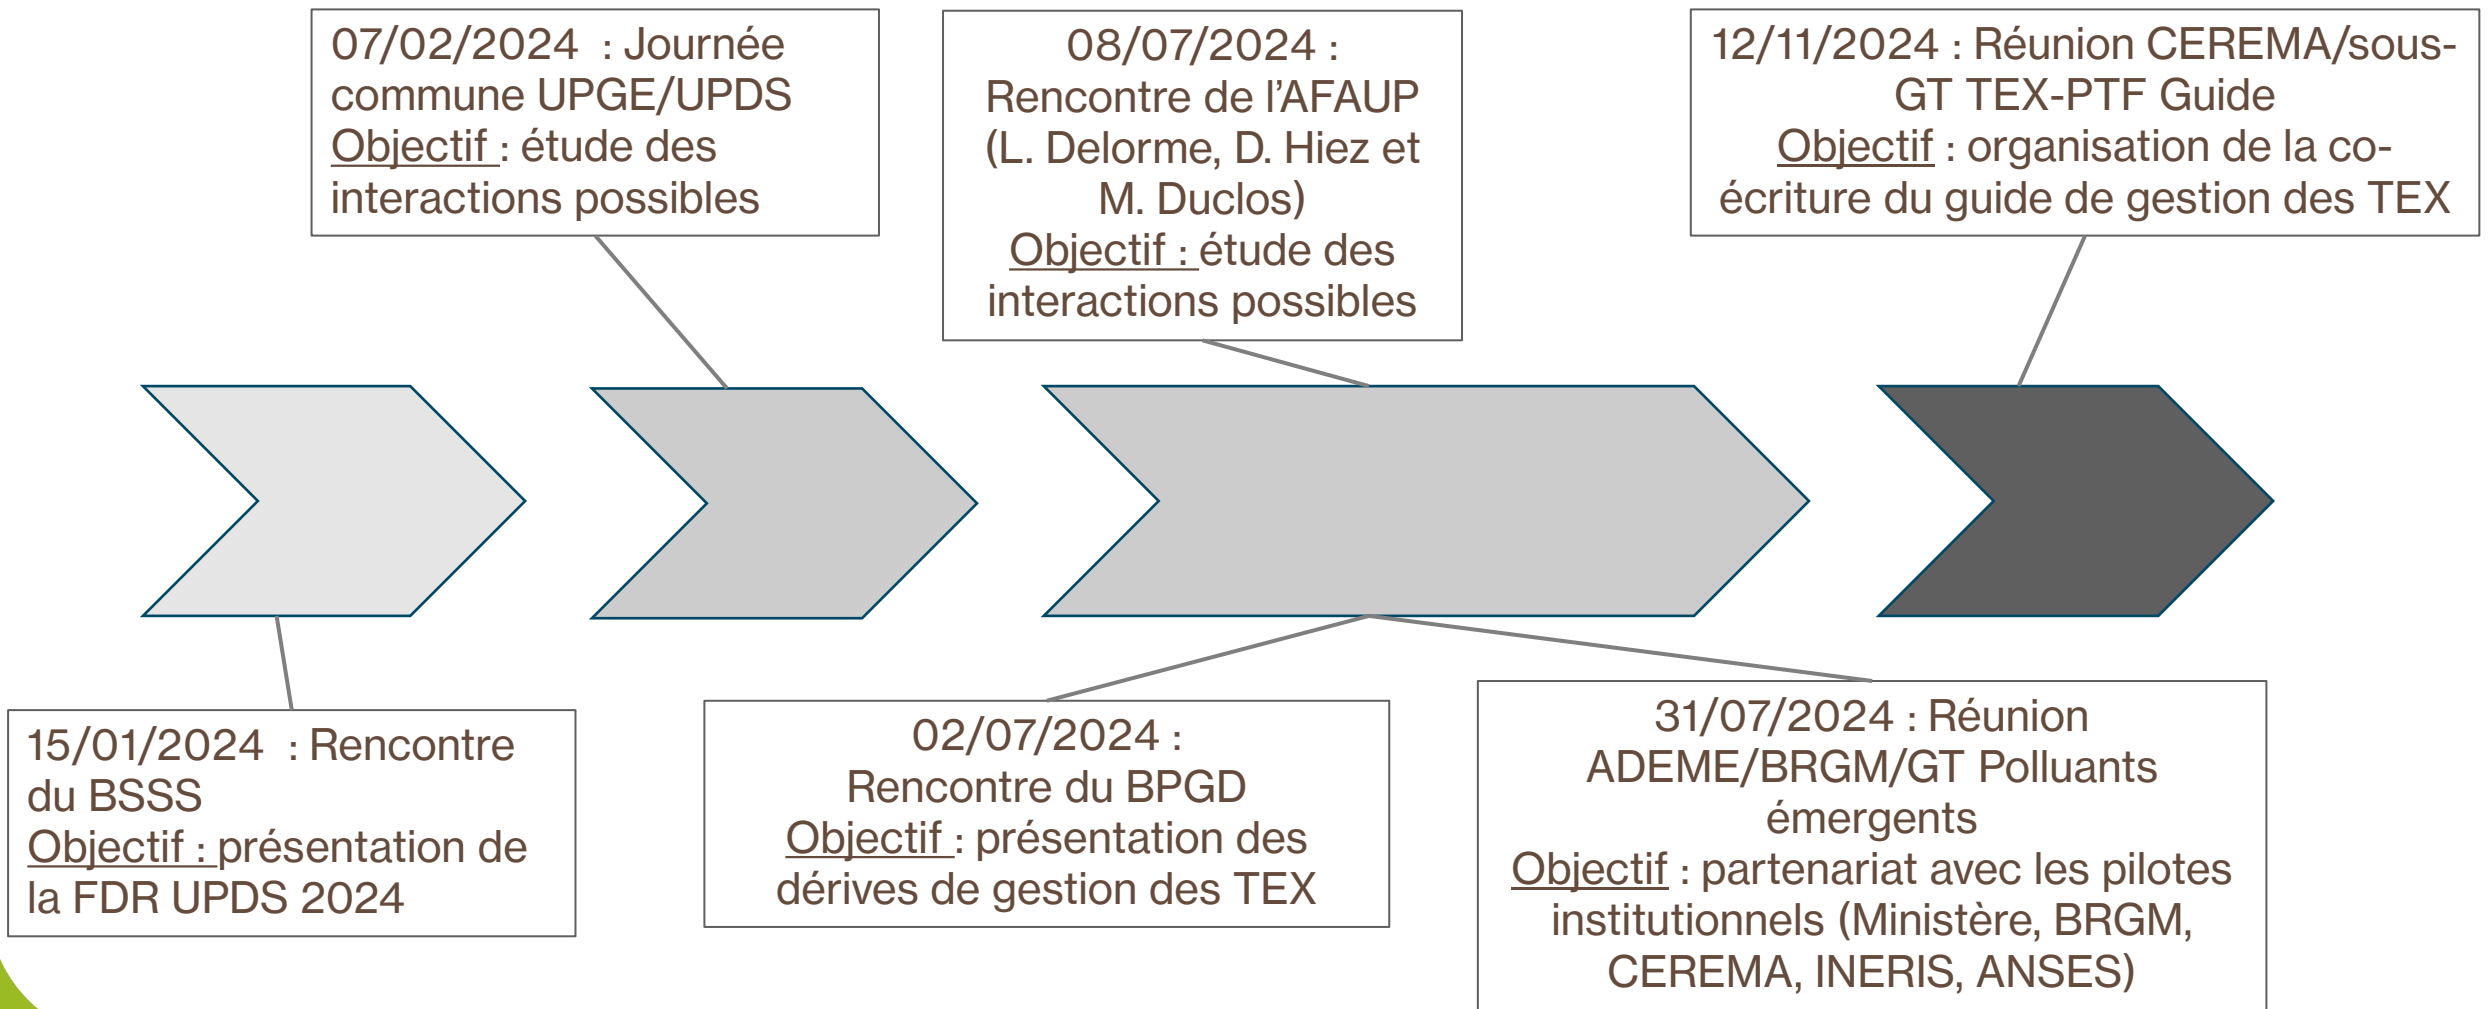 07/02/2024 : Journée
commune UPGE/UPDS
Objectif : étude des
interactions possibles
08/07/2024 :
Rencontre de l’AFAUP
(L. Delorme, D. Hiez et
M. Duclos)
Objectif : étude des
interactions possibles
12/11/2024 : Réunion CEREMA/sous-
GT TEX-PTF Guide
Objectif : organisation de la co-
écriture du guide de gestion des TEX
15/01/2024 : Rencontre
du BSSS
Objectif : présentation de
la FDR UPDS 2024
02/07/2024 :
Rencontre du BPGD
Objectif : présentation des
dérives de gestion des TEX
31/07/2024 : Réunion
ADEME/BRGM/GT Polluants
émergents
Objectif : partenariat avec les pilotes
institutionnels (Ministère, BRGM,
CEREMA, INERIS, ANSES)